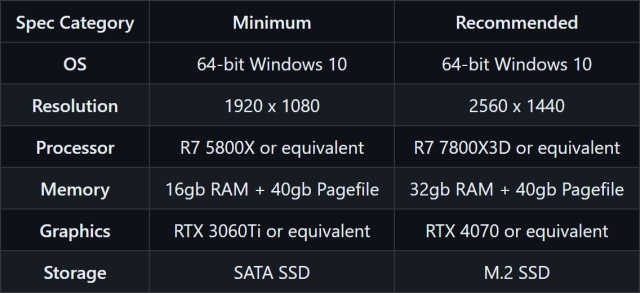 Spec Category Minimum Recommended
OS 64-bit Windows 10 64-bit Windows 10
Resolution 1920 x 1080 2560 x 1440
Processor R7 5800X or equivalent R7 7800X3D or equivalent
Memory 16gb RAM + 40gb Pagefile 32gb RAM + 40gb Pagefile
Graphics RTX 3060Ti or equivalent RTX 4070 or equivalent
Storage SATA SSD M.2 SSD